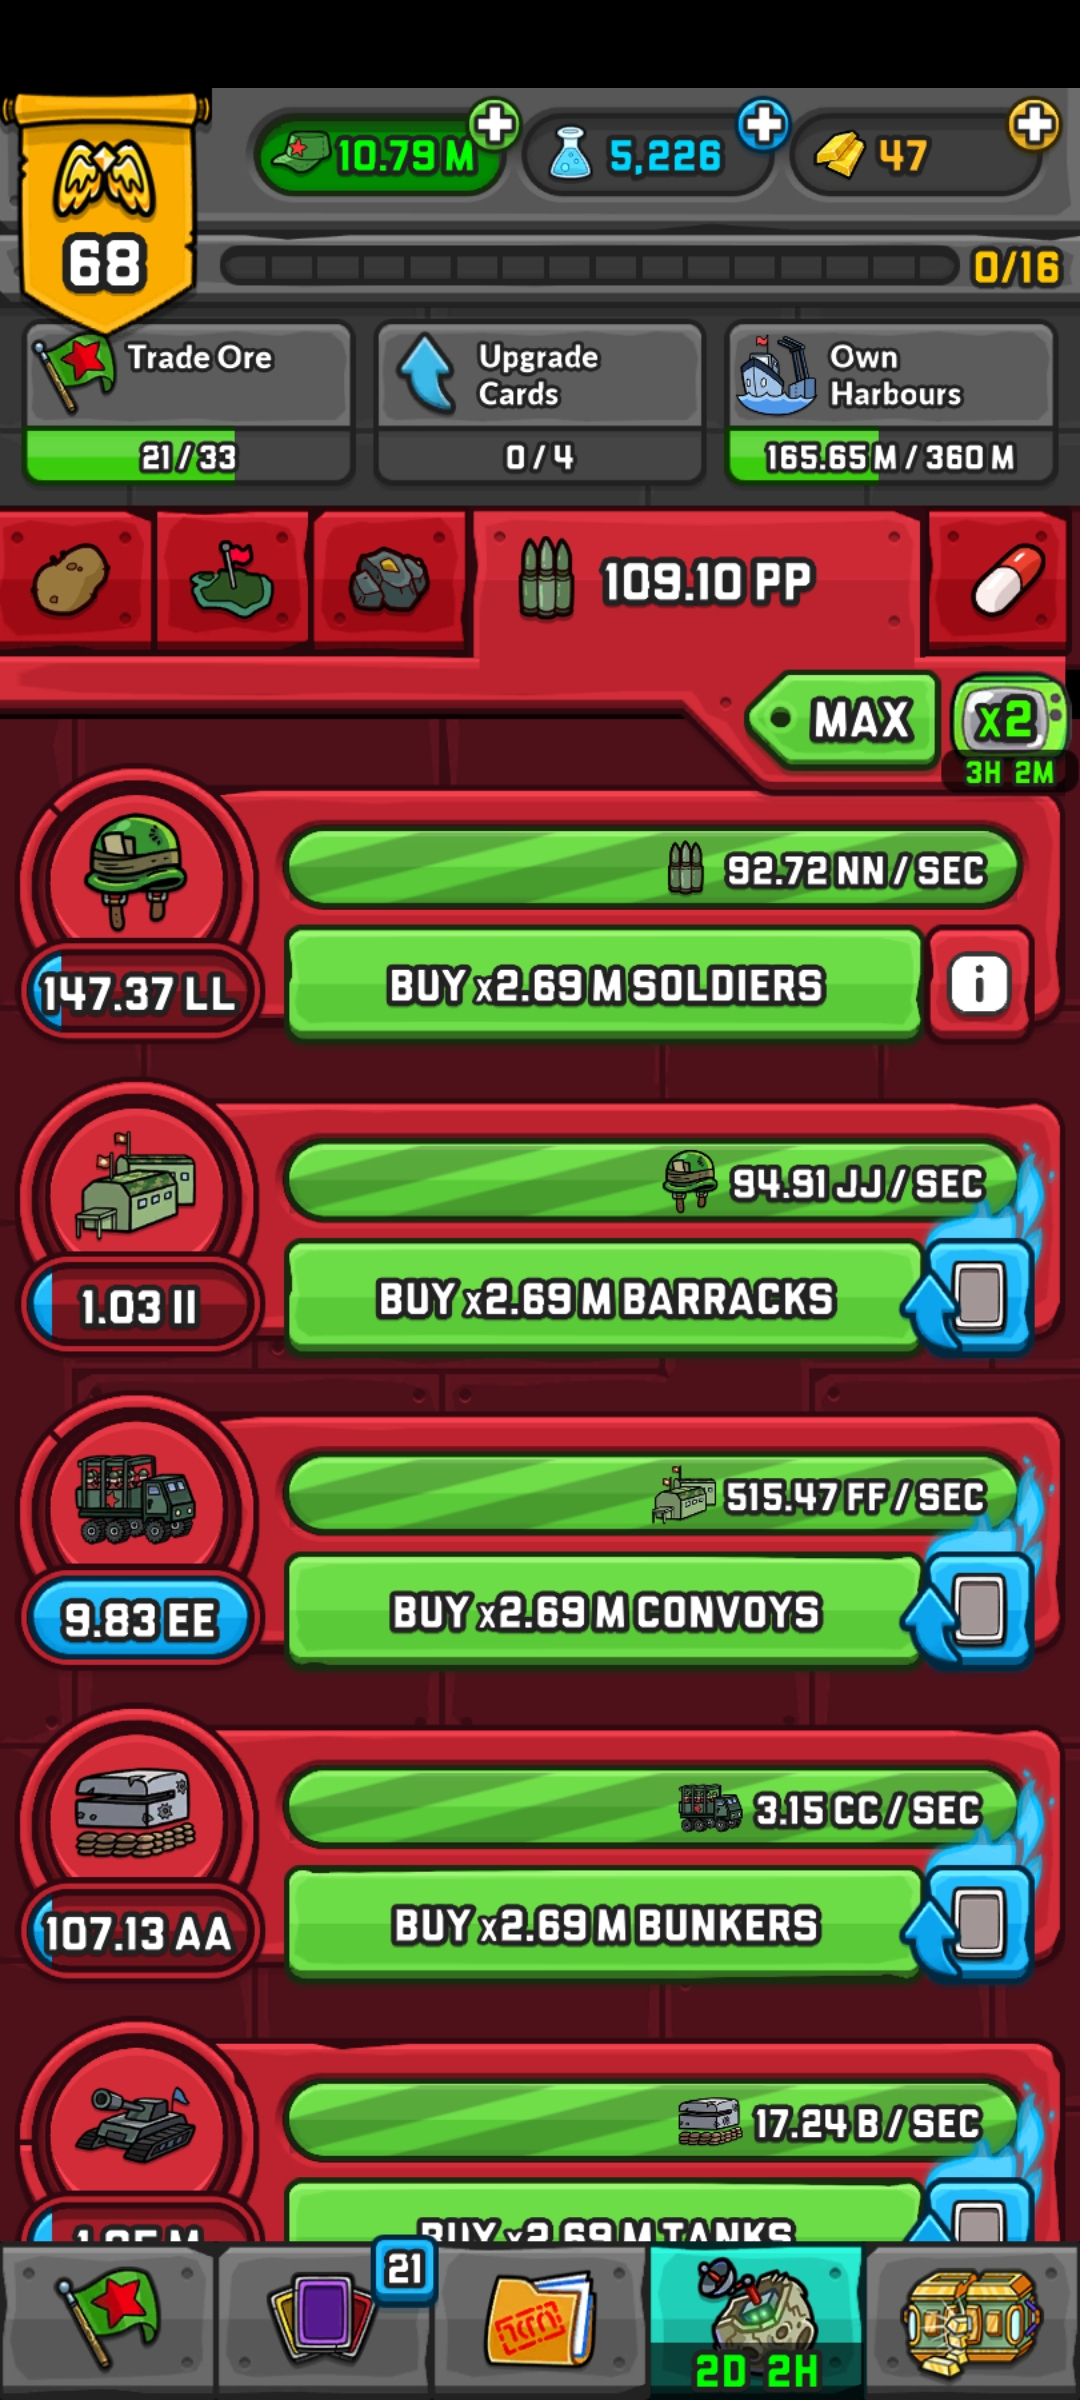 10.79 M
5,226
47
68
0/16
Trade Ore
21 / 33
Upgrade
Cards
0 / 4
Own
Harbours
165.65 M / 360 M
109.10 PP
MAX
x2
3H 2M
92.72 NN / SEC
147.37 LL
BUY x2.69 M SOLDIERS
i
94.91 JJ / SEC
1.03 II
BUY x2.69 M BARRACKS
515.47 FF / SEC
9.83 EE
BUY x2.69 M CONVOYS
3.15 CC / SEC
107.13 AA
BUY x2.69 M BUNKERS
17.24 B / SEC
BUY x2.69 M TANKS
21
2D 2H